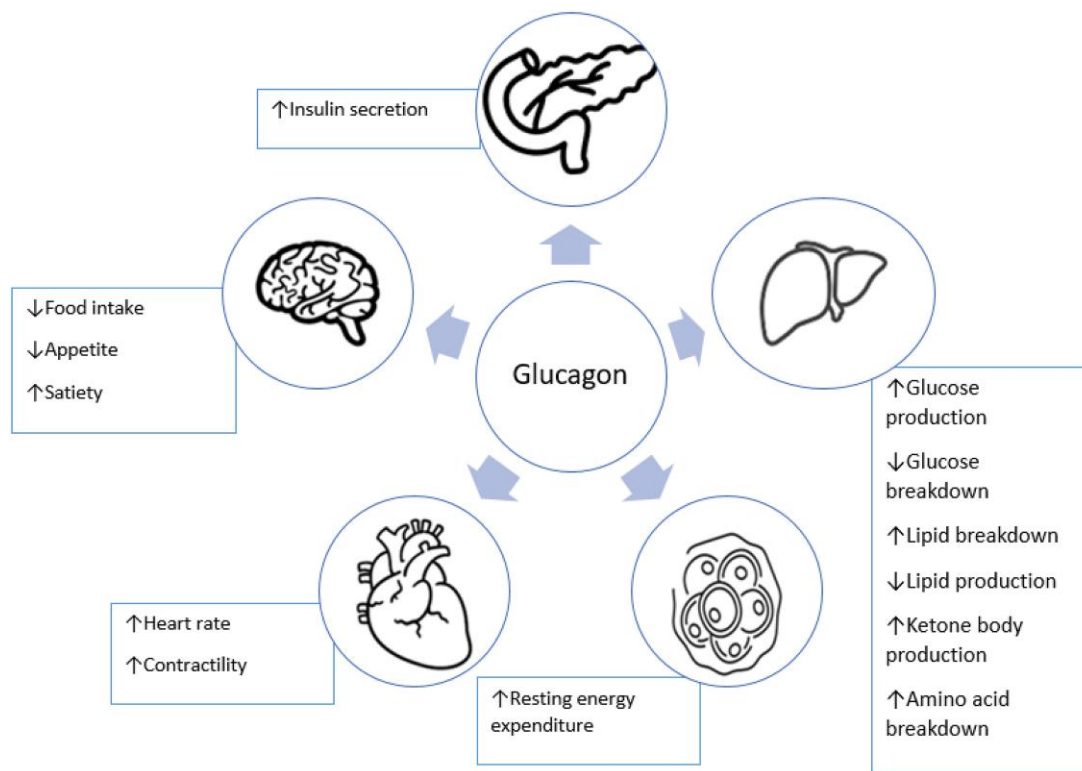 ↑Insulin secretion
↓Food intake
↓Appetite
↑Satiety
Glucagon
↑Glucose
production
↓Glucose
breakdown
↑Lipid breakdown
↓Lipid production
↑Ketone body
production
↑Amino acid
breakdown
↑Heart rate
↑Contractility
↑Resting energy
expenditure